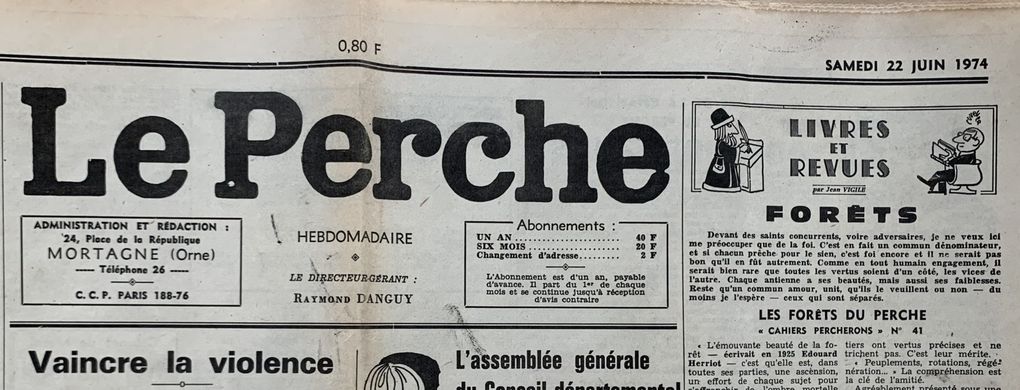 0,80 F
SAMEDI 22 JUIN 1974
Le Perche
ADMINISTRATION ET RÉDACTION :
24, Place de la République
MORTAGNE (Orne)
Téléphone 26
C. C. P. PARIS 188-76
HEBDOMADAIRE
LE DIRECTEUR-GÉRANT :
RAYMOND DANGUY
Abonnements :
UN AN .................... 40 F
SIX MOIS ................. 20 F
Changement d'adresse......... 2 F
L'Abonnement est d'un an, payable
d'avance. Il part du 1er de chaque
mois et se continue jusqu'à réception
d'avis contraire
Vaincre la violence
L'assemblée générale
du Conseil départemental
LIVRES
ET
REVUES
par Jean VIGILE
FORÊTS
Devant des saints concurrents, voire adversaires, je ne veux ici
me préoccuper que de la foi. C'est en fait un commun dénominateur,
et si chacun prêche pour le sien, c'est foi encore et il ne serait pas
bon qu'il en fût autrement. Comme en tout humain engagement, il
serait bien rare que toutes les vertus soient d'un côté, les vices de
l'autre. Chaque antienne a ses beautés, mais aussi ses faiblesses.
Reste qu'un commun amour, unit, qu'ils le veuillent ou non — du
moins je l'espère — ceux qui sont séparés.
LES FORÊTS DU PERCHE
« CAHIERS PERCHERONS » N° 41
« L'émouvante beauté de la fo-
rêt — écrivait en 1925 Edouard
Herriot — c'est qu'elle est, dans
toutes ses parties, une ascension,
un effort de chaque sujet pour
de l'ombre mortelle
tiers ont vertus précises et ne
trichent pas. C'est leur mérite.
« Peuplements, rotations, régé-
nération... » La compréhension est
la clé de l'amitié.
Agréablement présenté sous une